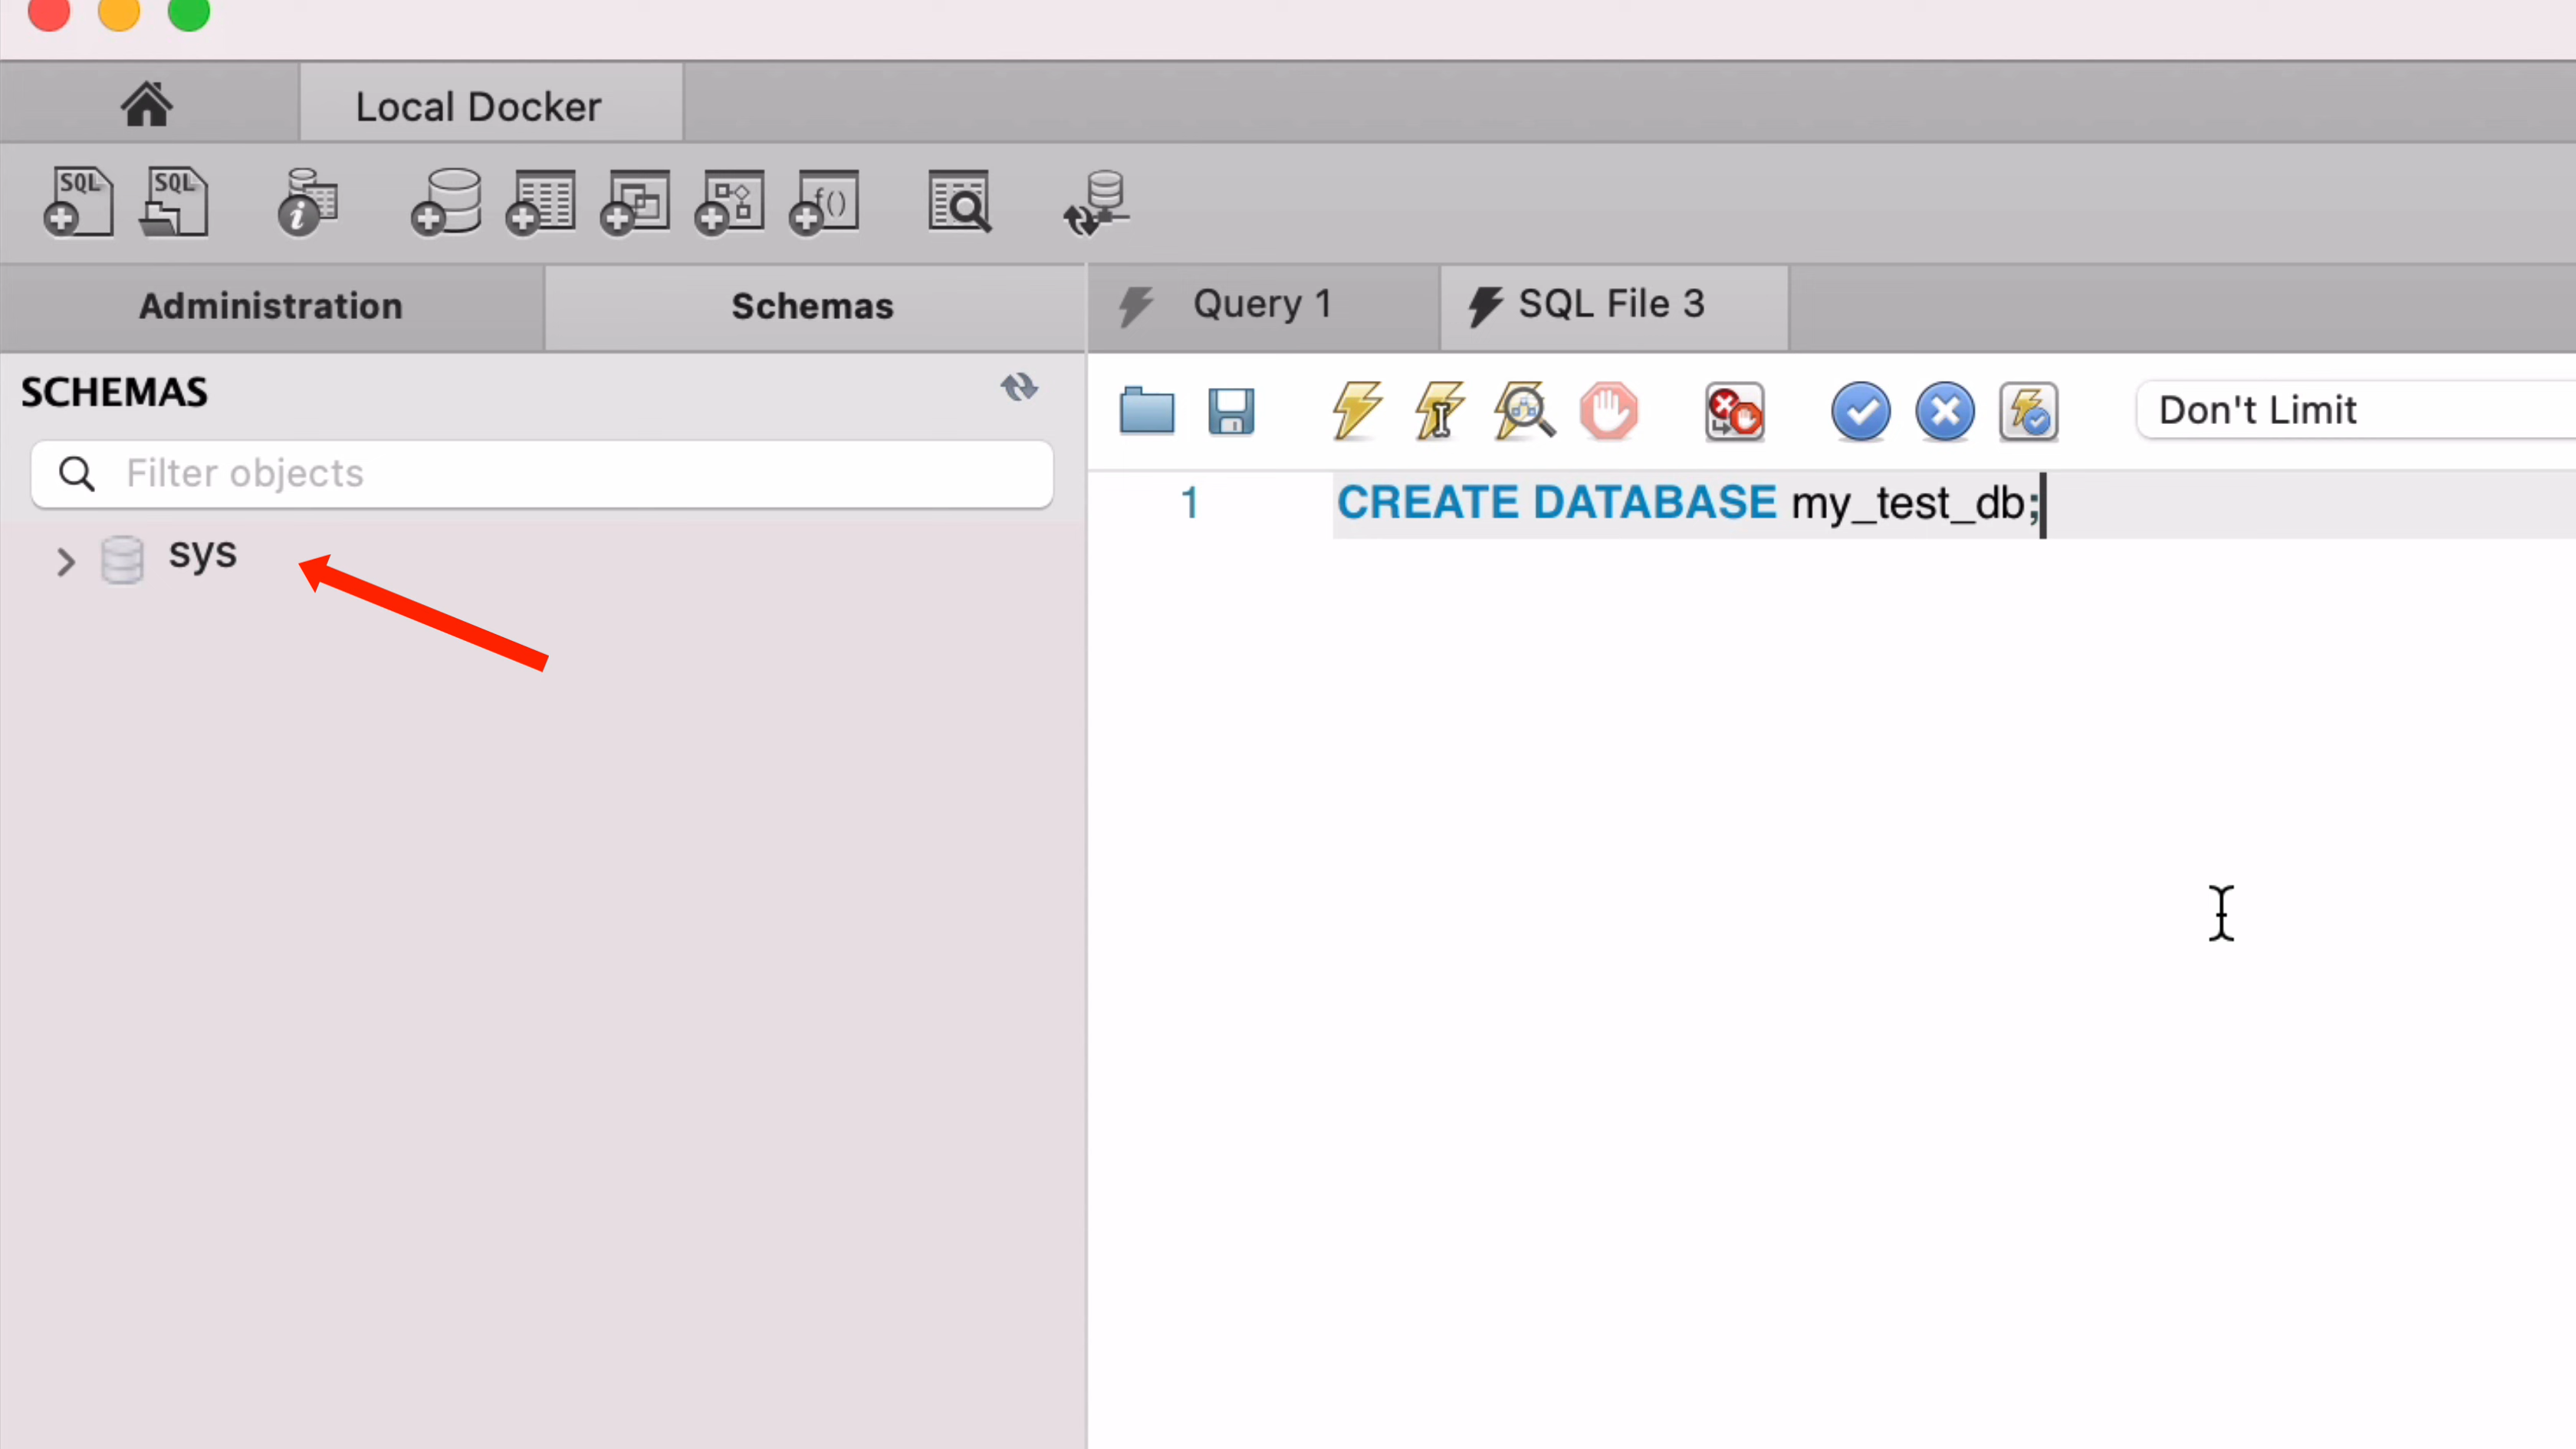 Local Docker
SQL SQL
f()
Administration Schemas
Query 1 SQL File 3
SCHEMAS
Don't Limit
Filter objects
1 CREATE DATABASE my_test_db;
sys